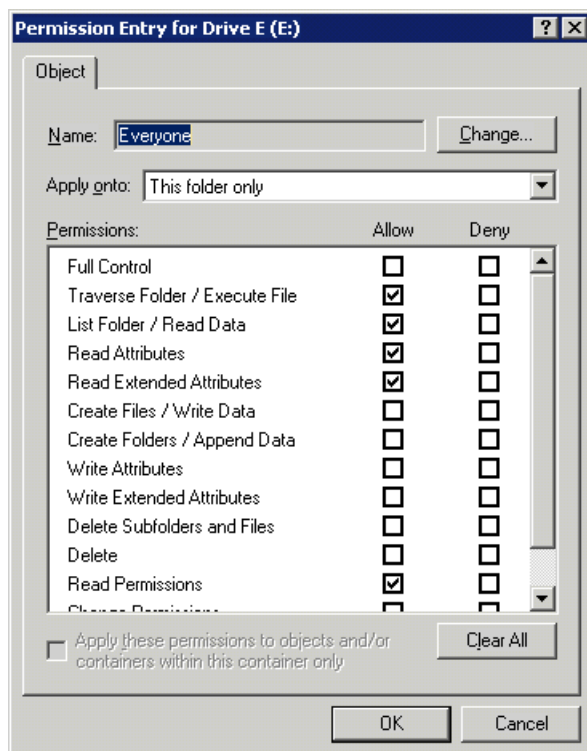 Permission Entry for Drive E (E:)
Object
Name: Everyone Change...
Apply onto: This folder only
Permissions: Allow Deny
Full Control
Traverse Folder / Execute File
List Folder / Read Data
Read Attributes
Read Extended Attributes
Create Files / Write Data
Create Folders / Append Data
Write Attributes
Write Extended Attributes
Delete Subfolders and Files
Delete
Read Permissions
Change Permissions
Apply these permissions to objects and/or
containers within this container only
Clear All
OK Cancel